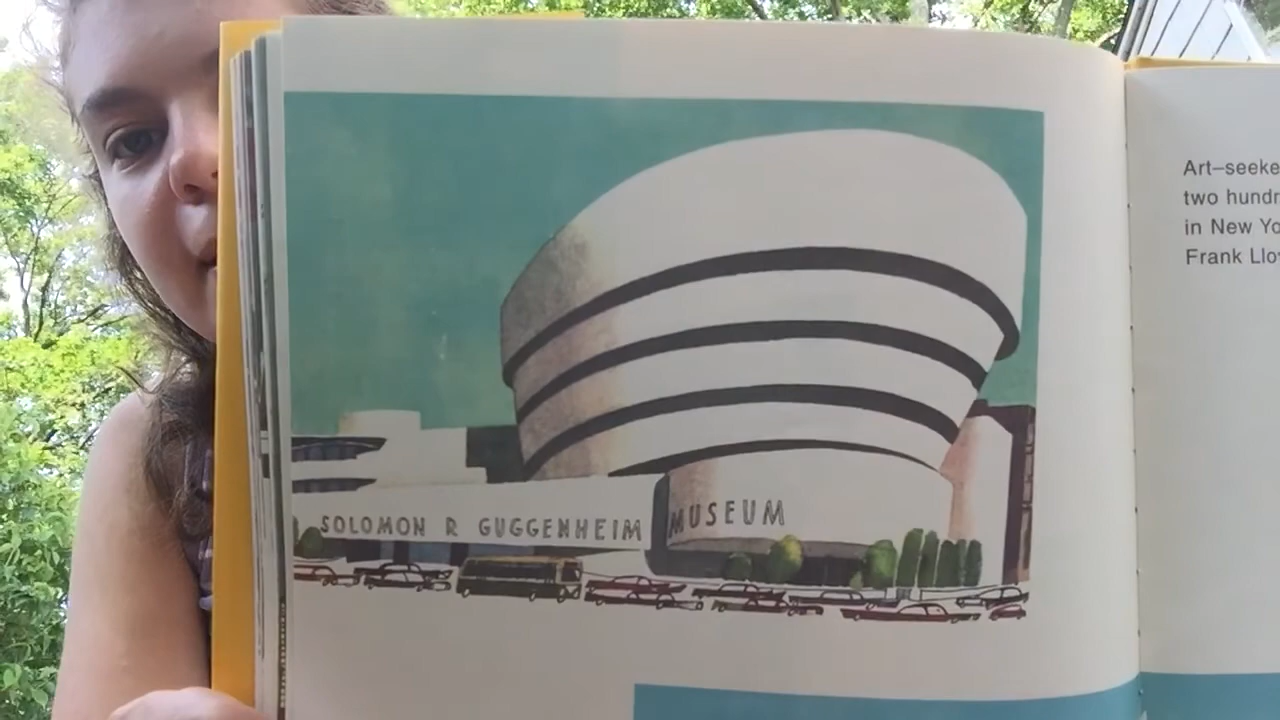 SOLOMON R GUGGENHEIM MUSEUM
Art–seeke
two hundr
in New Yo
Frank Llo